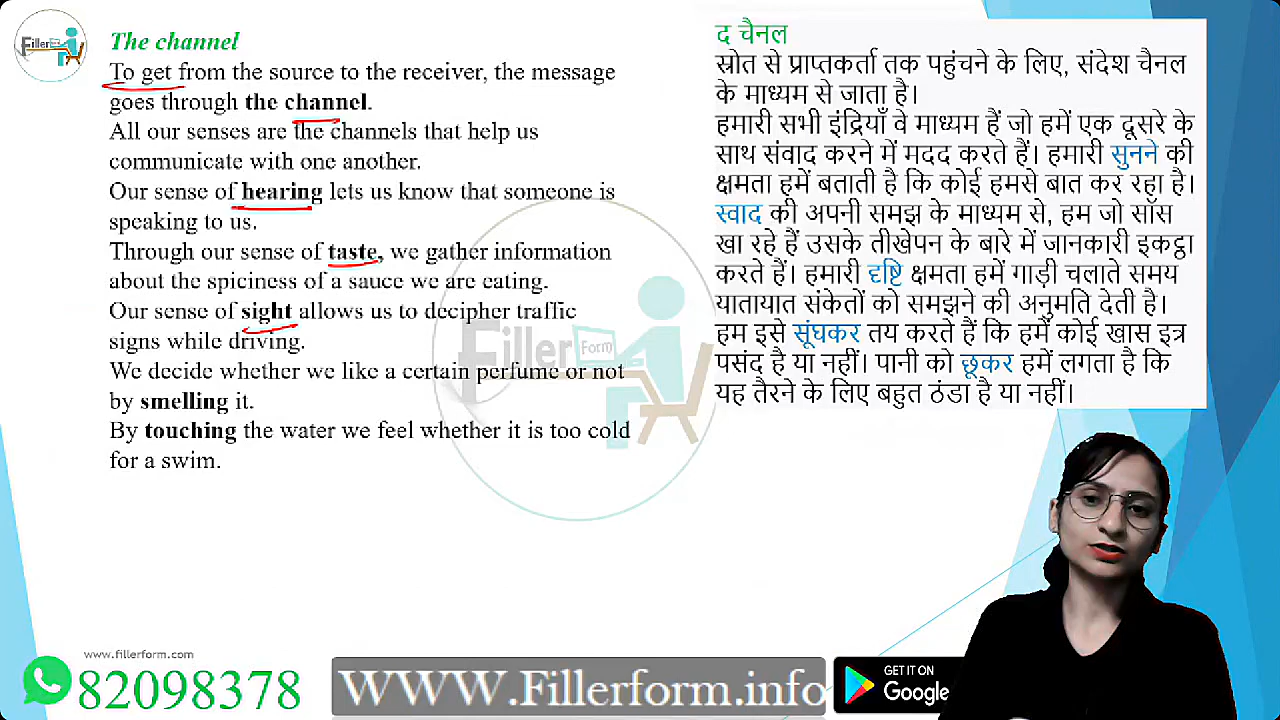 Filler Form
The channel
To get from the source to the receiver, the message
goes through the channel.
All our senses are the channels that help us
communicate with one another.
Our sense of hearing lets us know that someone is
speaking to us.
Through our sense of taste, we gather information
about the spiciness of a sauce we are eating.
Our sense of sight allows us to decipher traffic
signs while driving.
We decide whether we like a certain perfume or not
by smelling it.
By touching the water we feel whether it is too cold
for a swim.
Filler Form
द चैनल
स्रोत से प्राप्तकर्ता तक पहुंचने के लिए, संदेश चैनल
के माध्यम से जाता है।
हमारी सभी इंद्रियाँ वे माध्यम हैं जो हमें एक दूसरे के
साथ संवाद करने में मदद करते हैं। हमारी सुनने की
क्षमता हमें बताती है कि कोई हमसे बात कर रहा है।
स्वाद की अपनी समझ के माध्यम से, हम जो सॉस
खा रहे हैं उसके तीखेपन के बारे में जानकारी इकट्ठा
करते हैं। हमारी दृष्टि क्षमता हमें गाड़ी चलाते समय
यातायात संकेतों को समझने की अनुमति देती है।
हम इसे सूंघकर तय करते हैं कि हमें कोई खास इत्र
पसंद है या नहीं। पानी को छूकर हमें लगता है कि
यह तैरने के लिए बहुत ठंडा है या नहीं।
www.fillerform.com
82098378
WWW.Fillerform.info
GET IT ON
Google